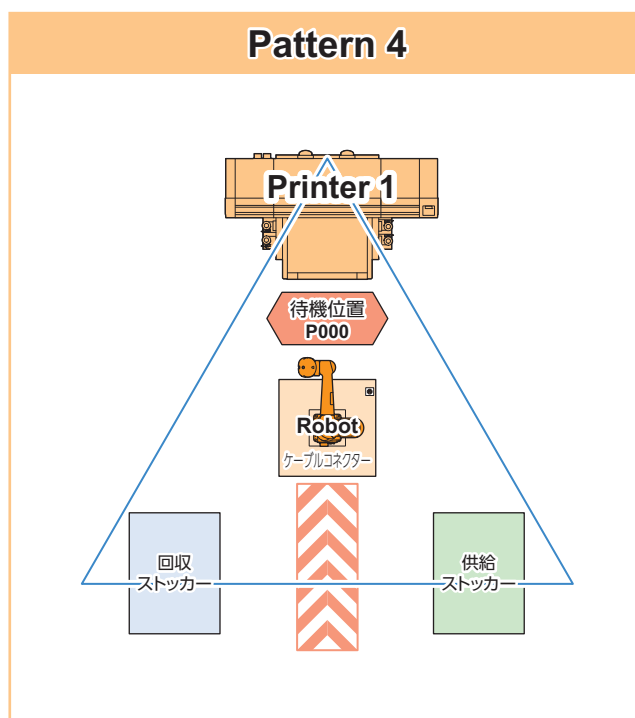 Pattern 4
Printer 1
待機位置
P000
Robot
ケーブルコネクター
回収
ストッカー
供給
ストッカー